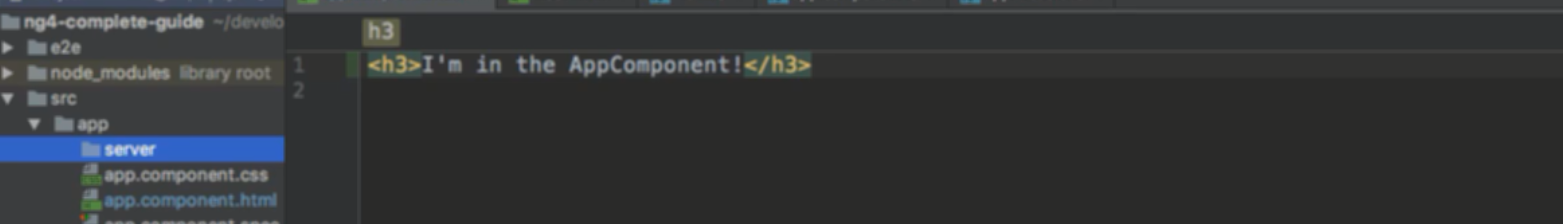 ng4-complete-guide ~/develo
e2e
node_modules library root
src
app
server
app.component.css
app.component.html
h3
1 <h3>I'm in the AppComponent!</h3>
2